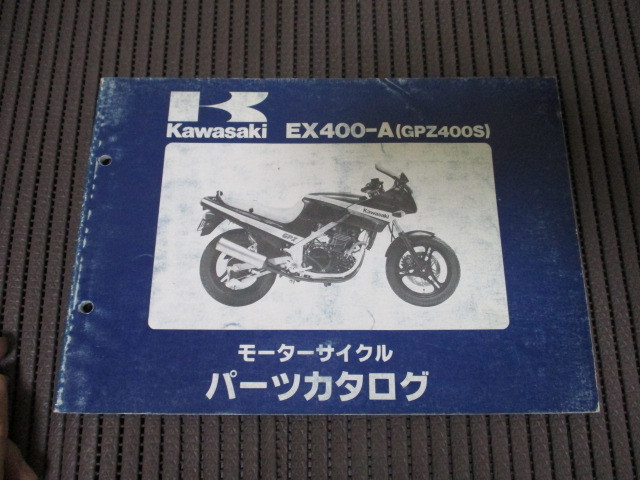 Kawasaki EX400-A(GPZ400S)
Kawasaki
GPZ
モーターサイクル
パーツカタログ